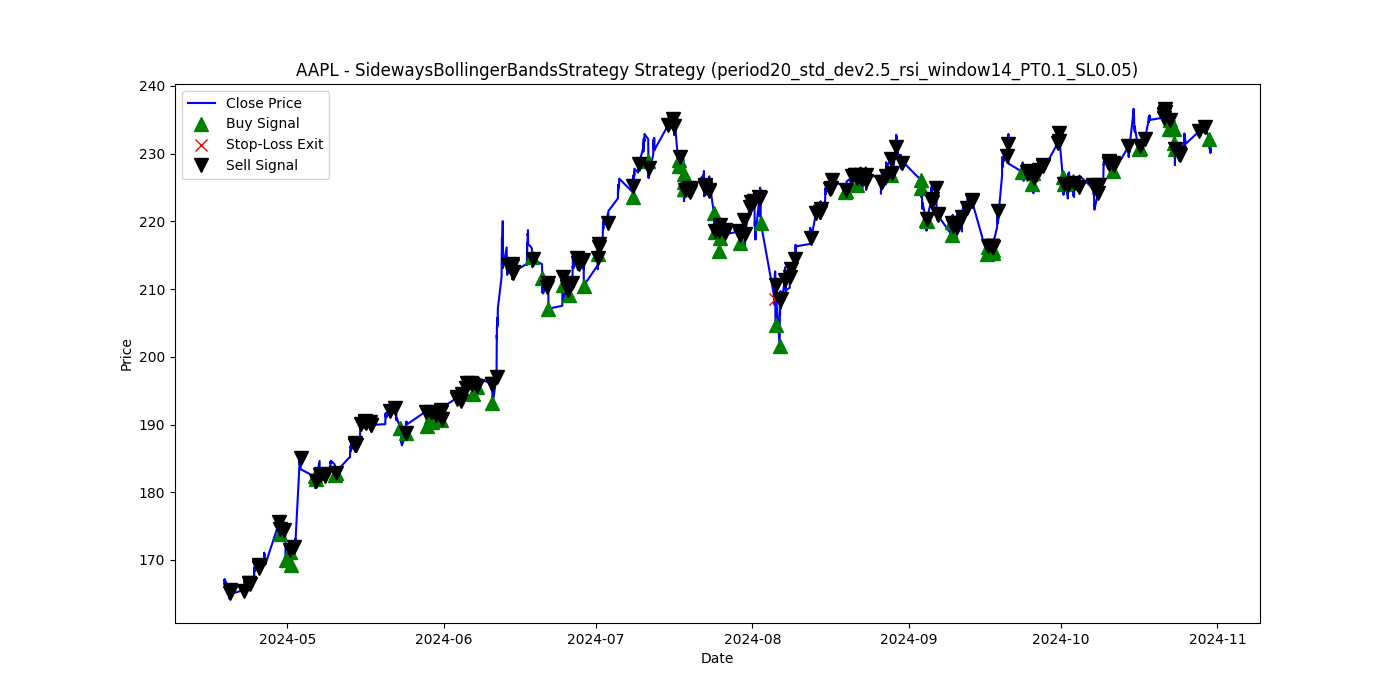 AAPL - SidewaysBollingerBandsStrategy Strategy (period20_std_dev2.5_rsi_window14_PT0.1_SL0.05)
Close Price
Buy Signal
Stop-Loss Exit
Sell Signal
240
230
220
210
200
190
180
170
Price
2024-05
2024-06
2024-07
2024-08
2024-09
2024-10
2024-11
Date